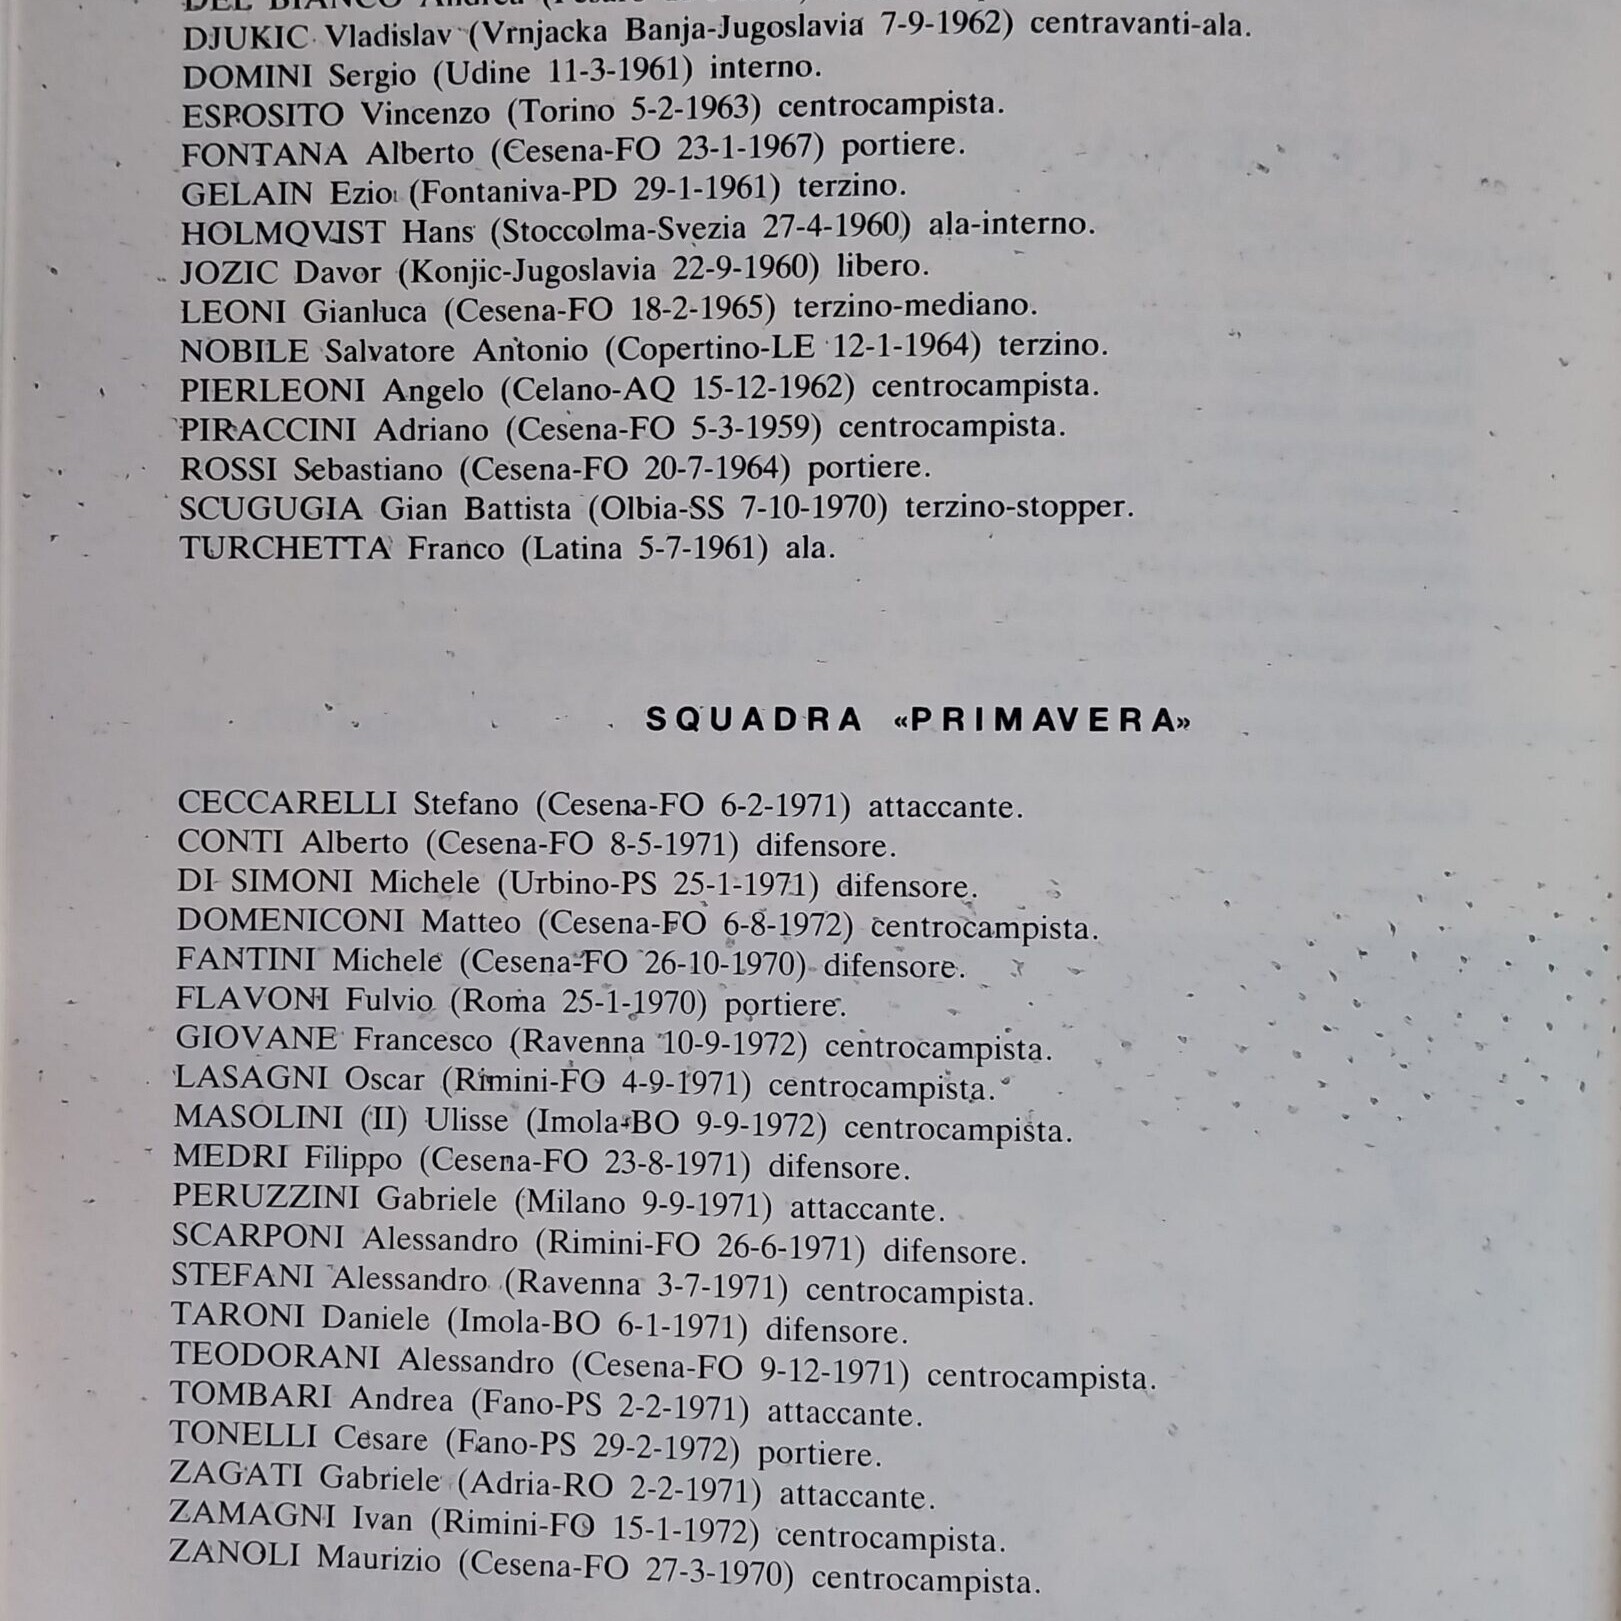 DEL BIANCO Andrea
DJUKIC Vladislav (Vrnjacka Banja-Jugoslavia 7-9-1962) centravanti-ala.
DOMINI Sergio (Udine 11-3-1961) interno.
ESPOSITO Vincenzo (Torino 5-2-1963) centrocampista.
FONTANA Alberto (Cesena-FO 23-1-1967) portiere.
GELAIN Ezio (Fontaniva-PD 29-1-1961) terzino.
HOLMQVIST Hans (Stoccolma-Svezia 27-4-1960) ala-interno.
JOZIC Davor (Konjic-Jugoslavia 22-9-1960) libero.
LEONI Gianluca (Cesena-FO 18-2-1965) terzino-mediano.
NOBILE Salvatore Antonio (Copertino-LE 12-1-1964) terzino.
PIERLEONI Angelo (Celano-AQ 15-12-1962) centrocampista.
PIRACCINI Adriano (Cesena-FO 5-3-1959) centrocampista.
ROSSI Sebastiano (Cesena-FO 20-7-1964) portiere.
SCUGUGIA Gian Battista (Olbia-SS 7-10-1970) terzino-stopper.
TURCHETTA Franco (Latina 5-7-1961) ala.
SQUADRA «PRIMAVERA»
CECCARELLI Stefano (Cesena-FO 6-2-1971) attaccante.
CONTI Alberto (Cesena-FO 8-5-1971) difensore.
DI SIMONI Michele (Urbino-PS 25-1-1971) difensore.
DOMENICONI Matteo (Cesena-FO 6-8-1972) centrocampista.
FANTINI Michele (Cesena-FO 26-10-1970) difensore.
FLAVONI Fulvio (Roma 25-1-1970) portiere.
GIOVANE Francesco (Ravenna 10-9-1972) centrocampista.
LASAGNI Oscar (Rimini-FO 4-9-1971) centrocampista.
MASOLINI (II) Ulisse (Imola-BO 9-9-1972) centrocampista.
MEDRI Filippo (Cesena-FO 23-8-1971) difensore.
PERUZZINI Gabriele (Milano 9-9-1971) attaccante.
SCARPONI Alessandro (Rimini-FO 26-6-1971) difensore.
STEFANI Alessandro (Ravenna 3-7-1971) centrocampista.
TARONI Daniele (Imola-BO 6-1-1971) difensore.
TEODORANI Alessandro (Cesena-FO 9-12-1971) centrocampista.
TOMBARI Andrea (Fano-PS 2-2-1971) attaccante.
TONELLI Cesare (Fano-PS 29-2-1972) portiere.
ZAGATI Gabriele (Adria-RO 2-2-1971) attaccante.
ZAMAGNI Ivan (Rimini-FO 15-1-1972) centrocampista.
ZANOLI Maurizio (Cesena-FO 27-3-1970) centrocampista.